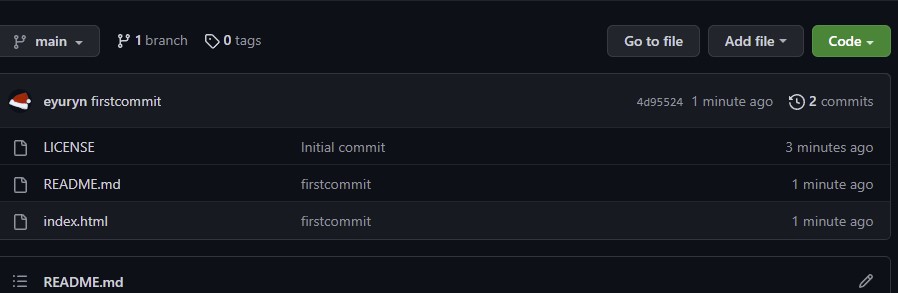 main 1 branch 0 tags Go to file Add file Code
eyuryn firstcommit 4d95524 1 minute ago 2 commits
LICENSE Initial commit 3 minutes ago
README.md firstcommit 1 minute ago
index.html firstcommit 1 minute ago
README.md